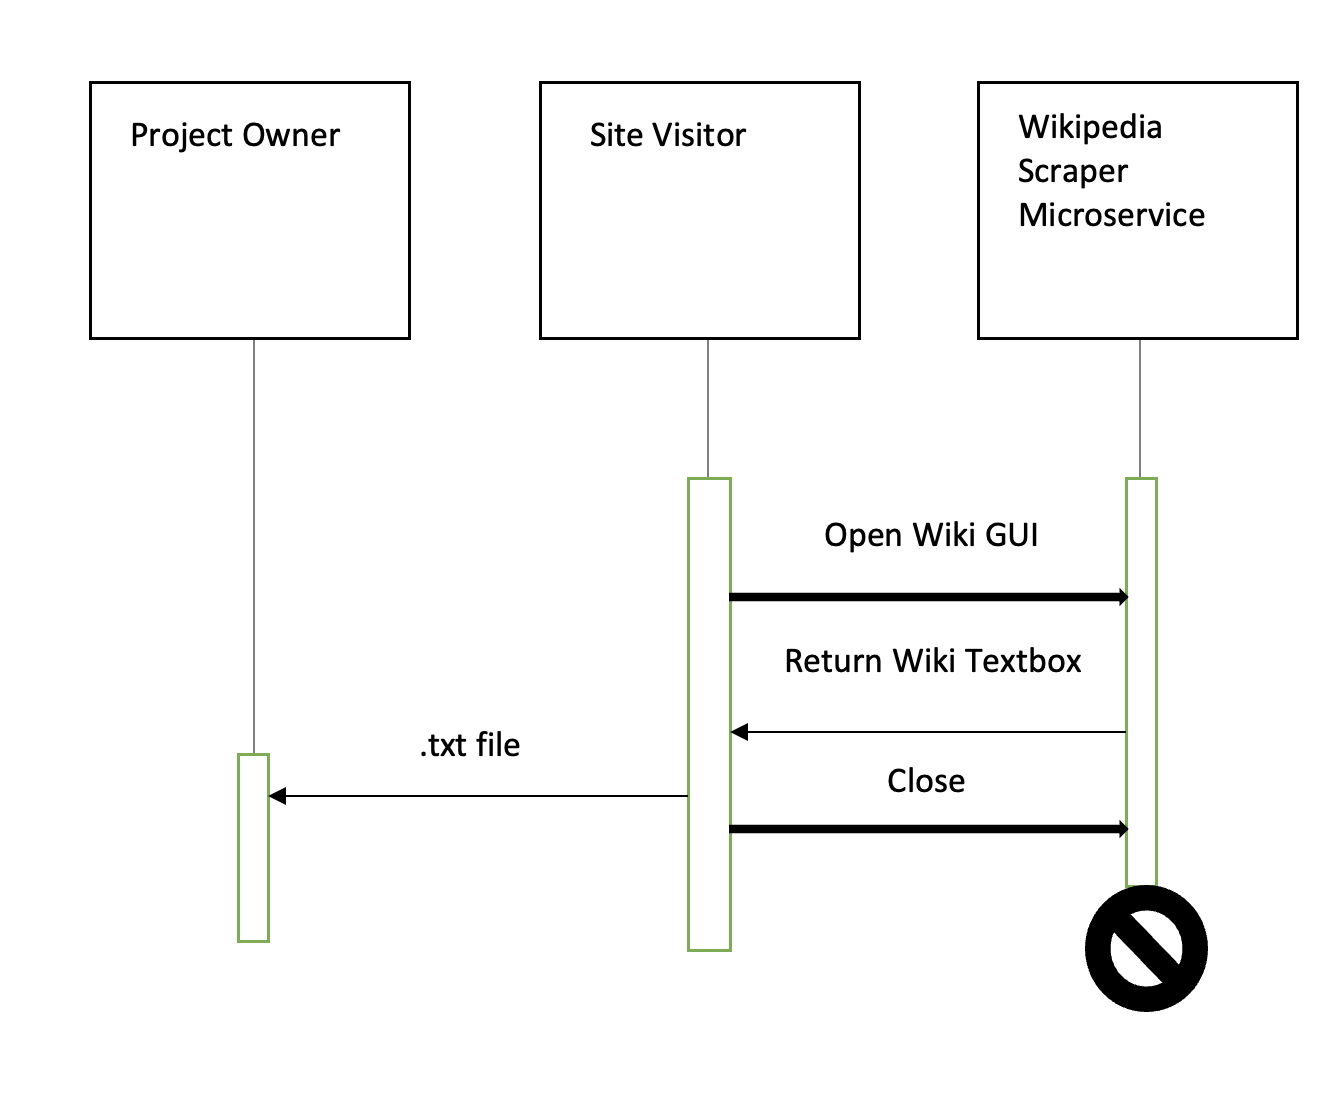 Project Owner
Site Visitor
Wikipedia
Scraper
Microservice
Open Wiki GUI
Return Wiki Textbox
.txt file
Close